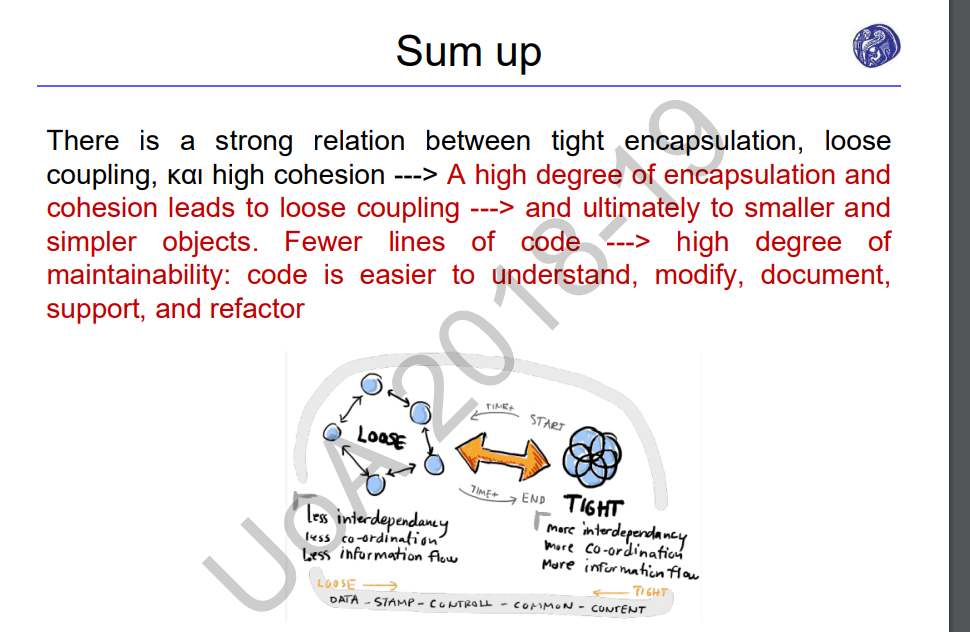 Sum up
There is a strong relation between tight encapsulation, loose
coupling, και high cohesion ---> A high degree of encapsulation and
cohesion leads to loose coupling ---> and ultimately to smaller and
simpler objects. Fewer lines of code ---> high degree of
maintainability: code is easier to understand, modify, document,
support, and refactor
UoA 2018-19
LOOSE
TIME+
START
TIME+
END
TIGHT
less interdependancy
less co-ordination
Less information flow
More interdependancy
More co-ordination
More information flow
LOOSE
TIGHT
DATA - STAMP - CONTROLL - COMMON - CONTENT